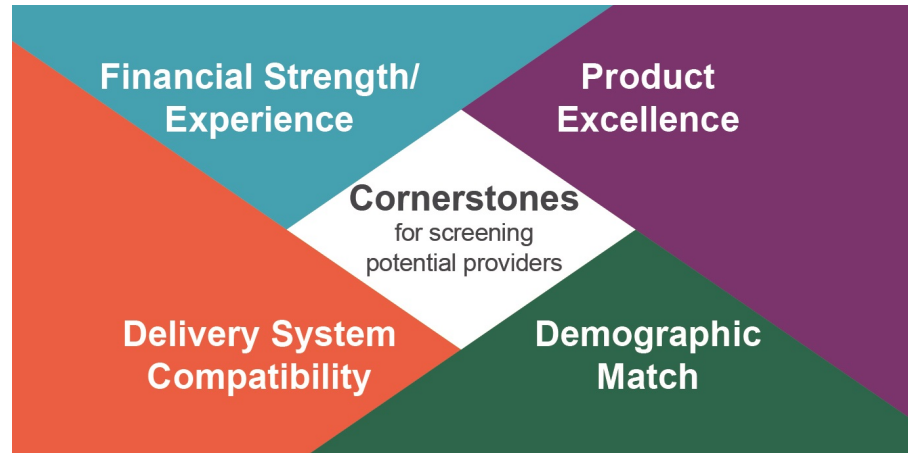 Financial Strength/
Experience
Product
Excellence
Cornerstones
for screening
potential providers
Delivery System
Compatibility
Demographic
Match